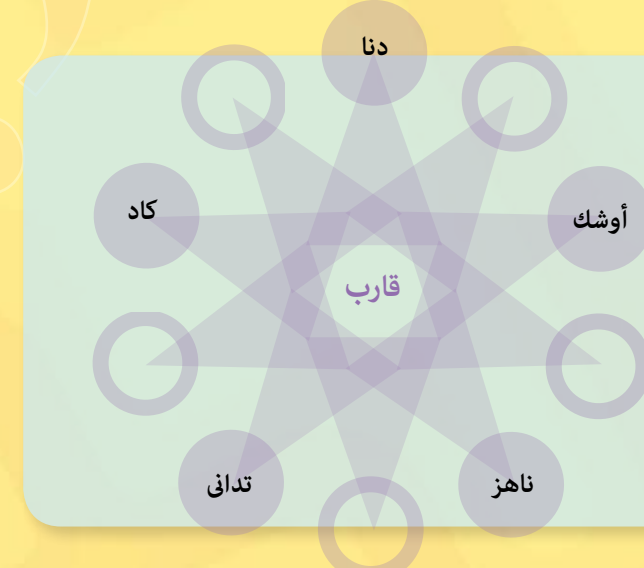 دنا
أوشك
كاد
قارب
ناهز
تدانى